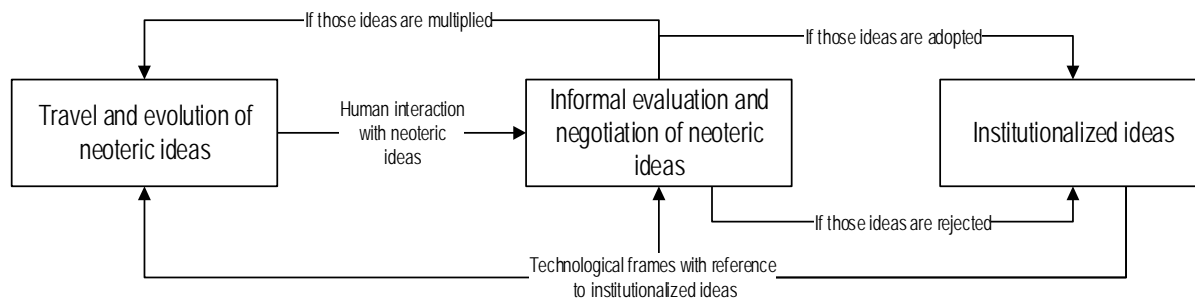 If those ideas are multiplied
If those ideas are adopted
Travel and evolution of
neoteric ideas
Human interaction
with neoteric
ideas
Informal evaluation and
negotiation of neoteric
ideas
Institutionalized ideas
If those ideas are rejected
Technological frames with reference
to institutionalized ideas